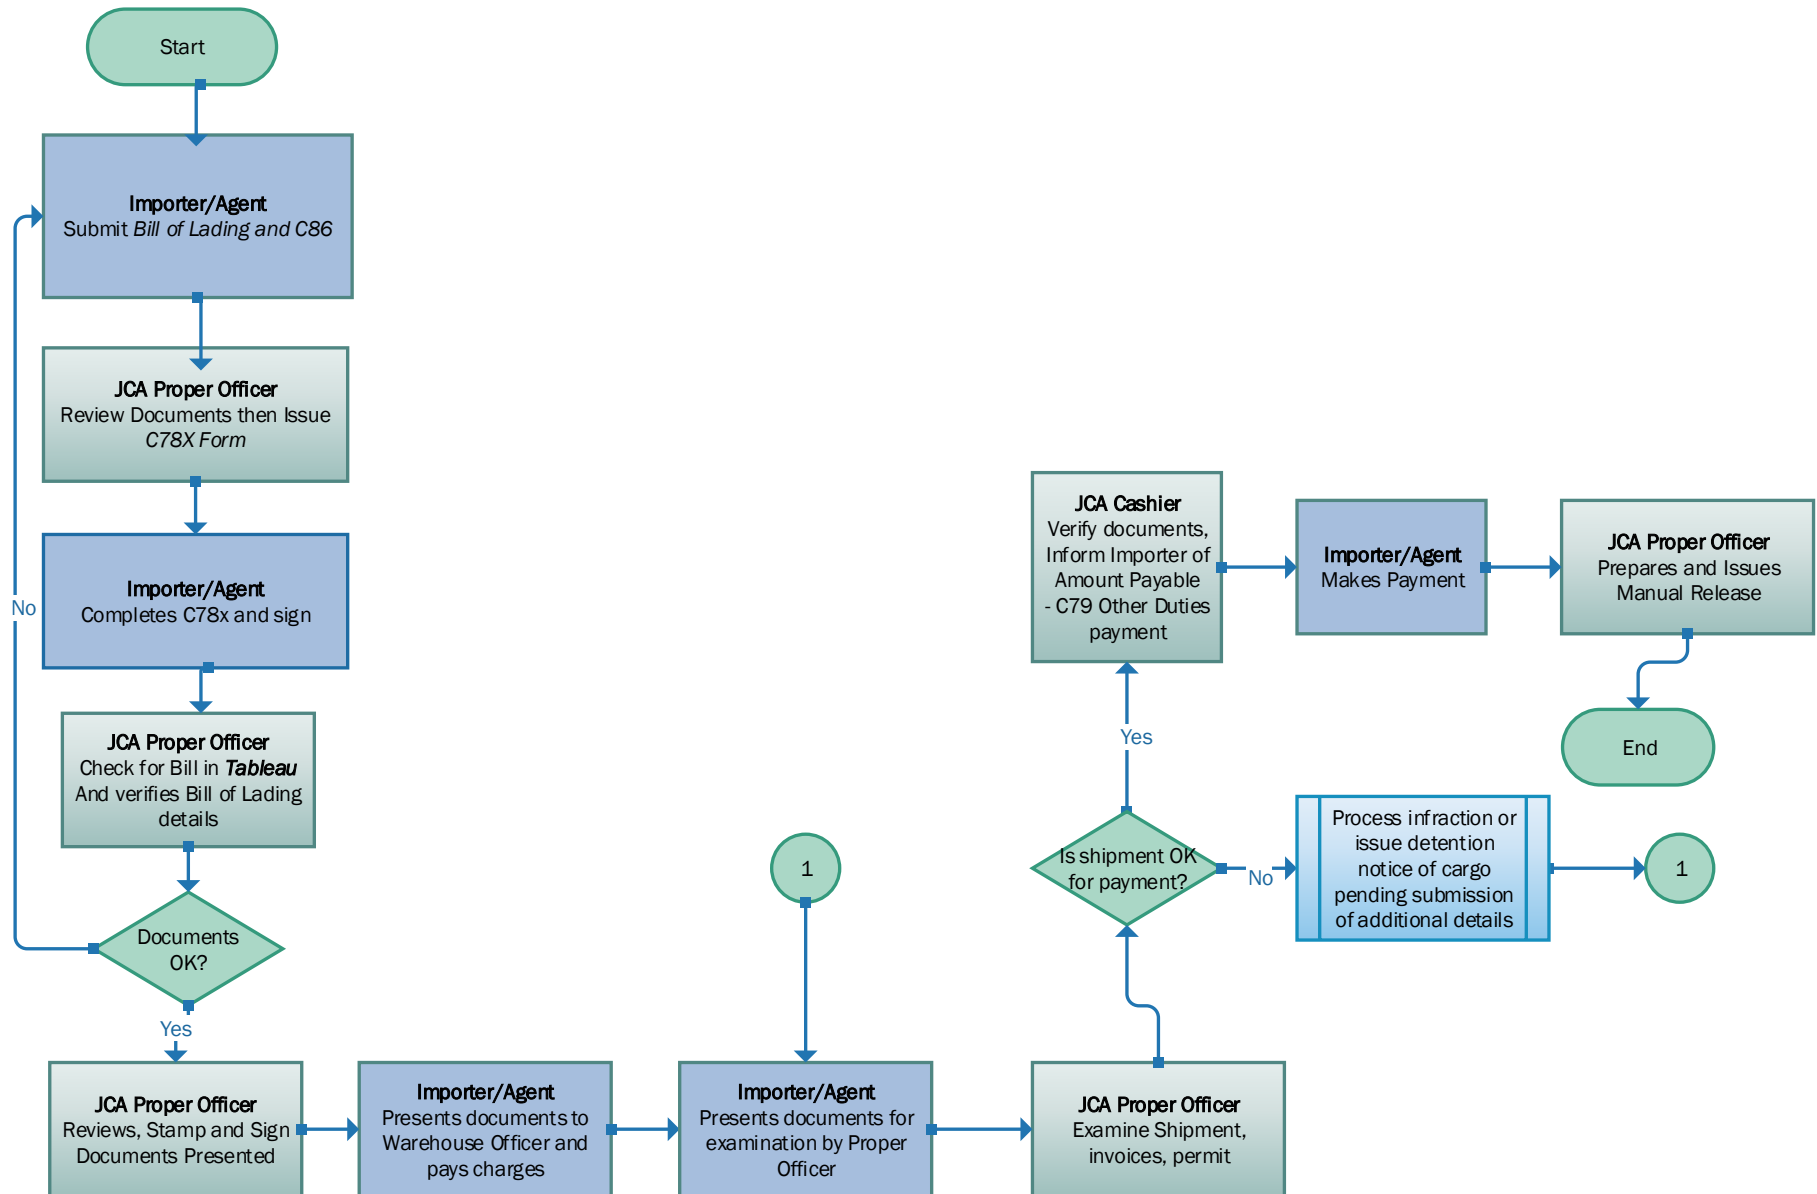 Start
Importer/Agent
Submit Bill of Lading and C86
JCA Proper Officer
Review Documents then Issue
C78X Form
Importer/Agent
Completes C78x and sign
No
JCA Proper Officer
Check for Bill in Tableau
And verifies Bill of Lading
details
Documents
OK?
Yes
JCA Proper Officer
Reviews, Stamp and Sign
Documents Presented
Importer/Agent
Presents documents to
Warehouse Officer and
pays charges
1
Importer/Agent
Presents documents for
examination by Proper
Officer
JCA Proper Officer
Examine Shipment,
invoices, permit
Is shipment OK
for payment?
Yes
No
JCA Cashier
Verify documents,
Inform Importer of
Amount Payable
- C79 Other Duties
payment
Importer/Agent
Makes Payment
JCA Proper Officer
Prepares and Issues
Manual Release
End
Process infraction or
issue detention
notice of cargo
pending submission
of additional details
1